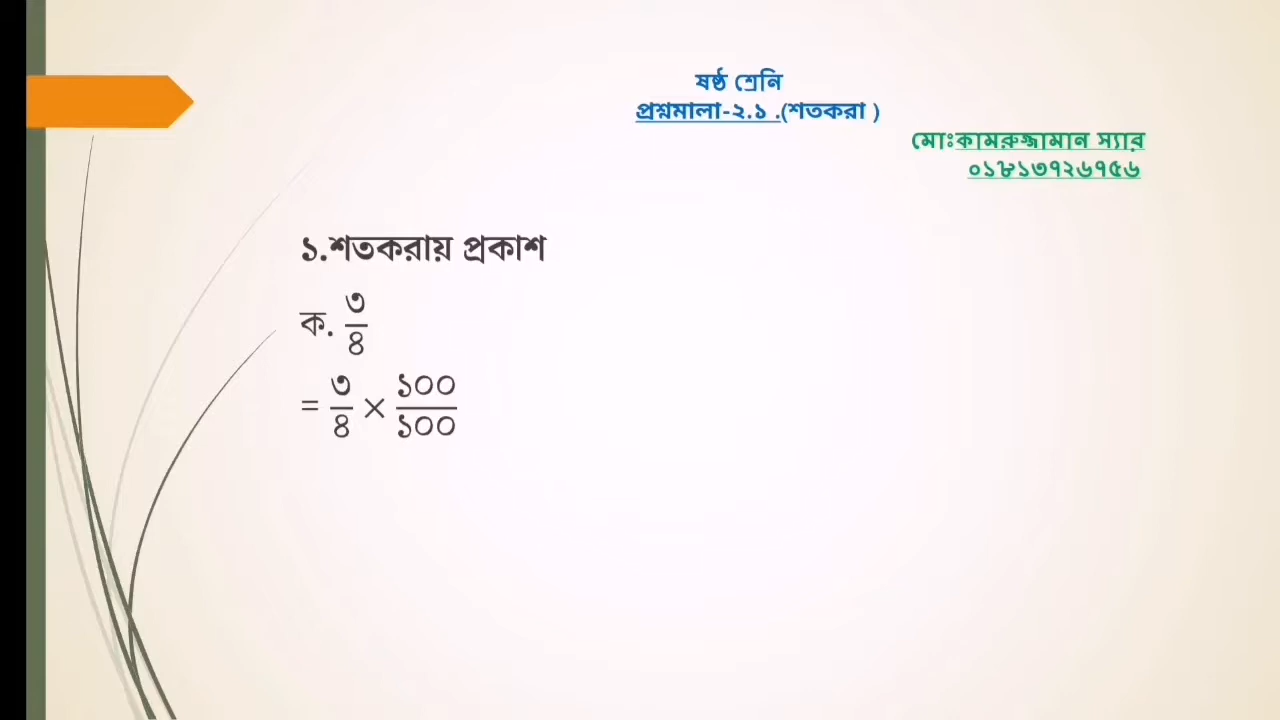 ষষ্ঠ শ্রেনি
প্রশ্নমালা-২.১ .(শতকরা )
মোঃকামরুজ্জামান স্যার
০১৮১৩৭২৬৭৫৬
১.শতকরায় প্রকাশ
ক. ৩/৪
= ৩/৪ × ১০০/১০০